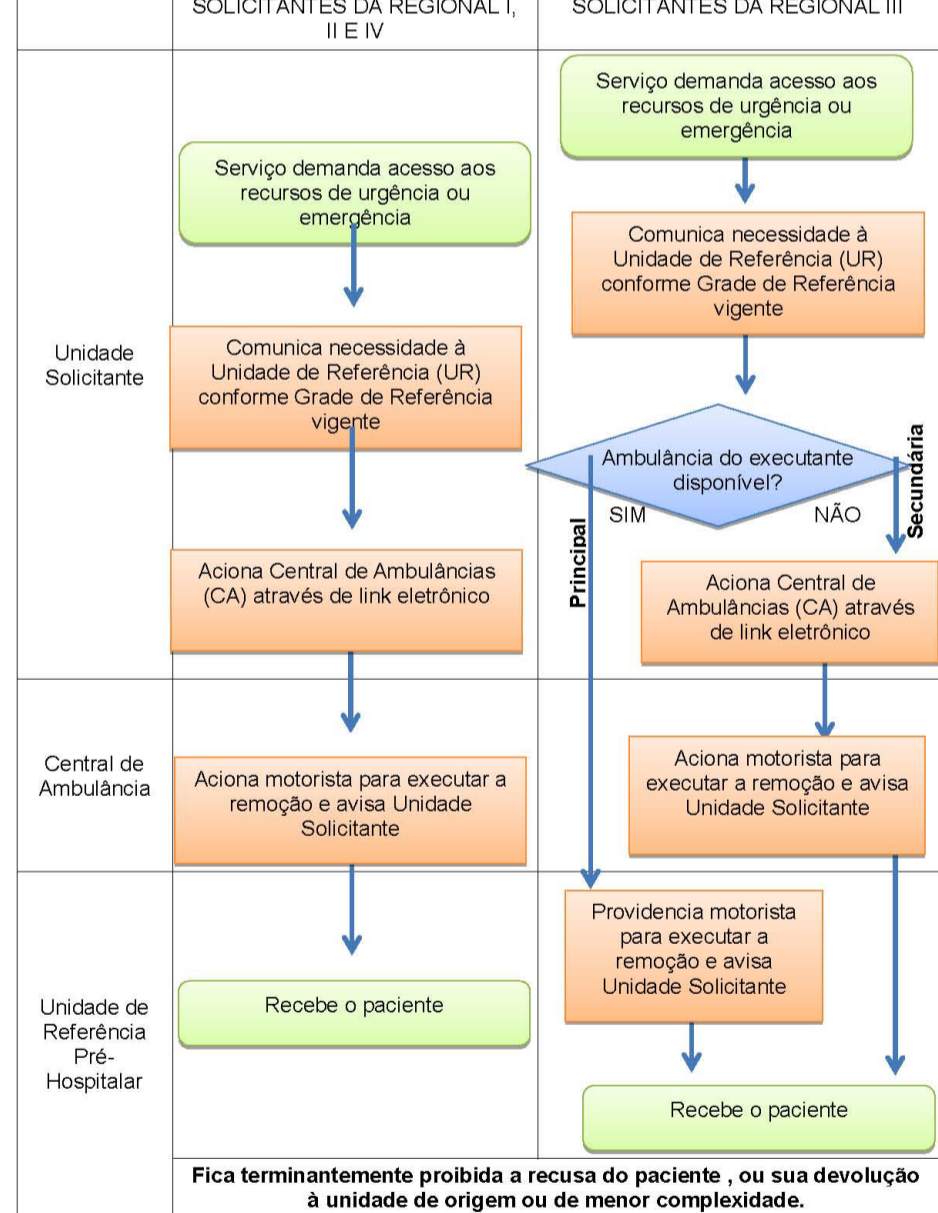 SOLICITANTES DA REGIONAL I,
II E IV
SOLICITANTES DA REGIONAL III
Unidade
Solicitante
Serviço demanda acesso aos
recursos de urgência ou
emergência
Comunica necessidade à
Unidade de Referência (UR)
conforme Grade de Referência
vigente
Aciona Central de Ambulâncias
(CA) através de link eletrônico
Serviço demanda acesso aos
recursos de urgência ou
emergência
Comunica necessidade à
Unidade de Referência (UR)
conforme Grade de Referência
vigente
Ambulância do executante
disponível?
SIM
NÃO
Principal
Secundária
Aciona Central de
Ambulâncias (CA) através
de link eletrônico
Central de
Ambulância
Aciona motorista para executar a
remoção e avisa Unidade
Solicitante
Aciona motorista para
executar a remoção e avisa
Unidade Solicitante
Unidade de
Referência
Pré-
Hospitalar
Recebe o paciente
Providencia motorista
para executar a
remoção e avisa
Unidade Solicitante
Recebe o paciente
Fica terminantemente proibida a recusa do paciente , ou sua devolução
à unidade de origem ou de menor complexidade.